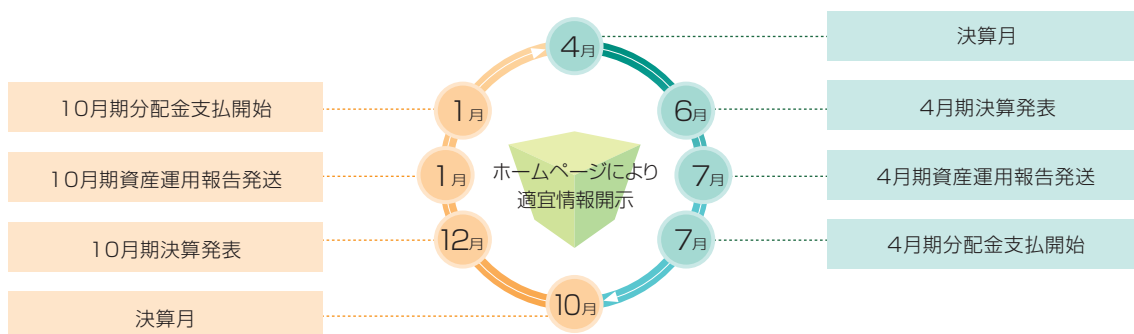 4月
決算月
6月
4月期決算発表
7月
4月期資産運用報告発送
7月
4月期分配金支払開始
10月
決算月
12月
10月期決算発表
1月
10月期資産運用報告発送
1月
10月期分配金支払開始
ホームページにより
適宜情報開示